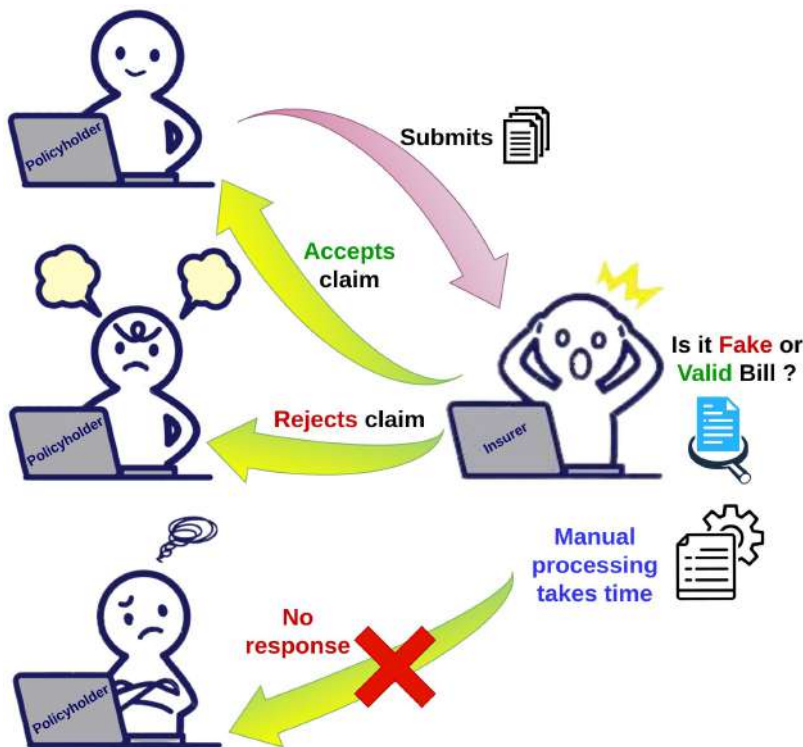 Policyholder
Submits
Accepts
claim
Is it Fake or
Valid Bill ?
Policyholder
Rejects claim
Insurer
Manual
processing
takes time
No
response
Policyholder